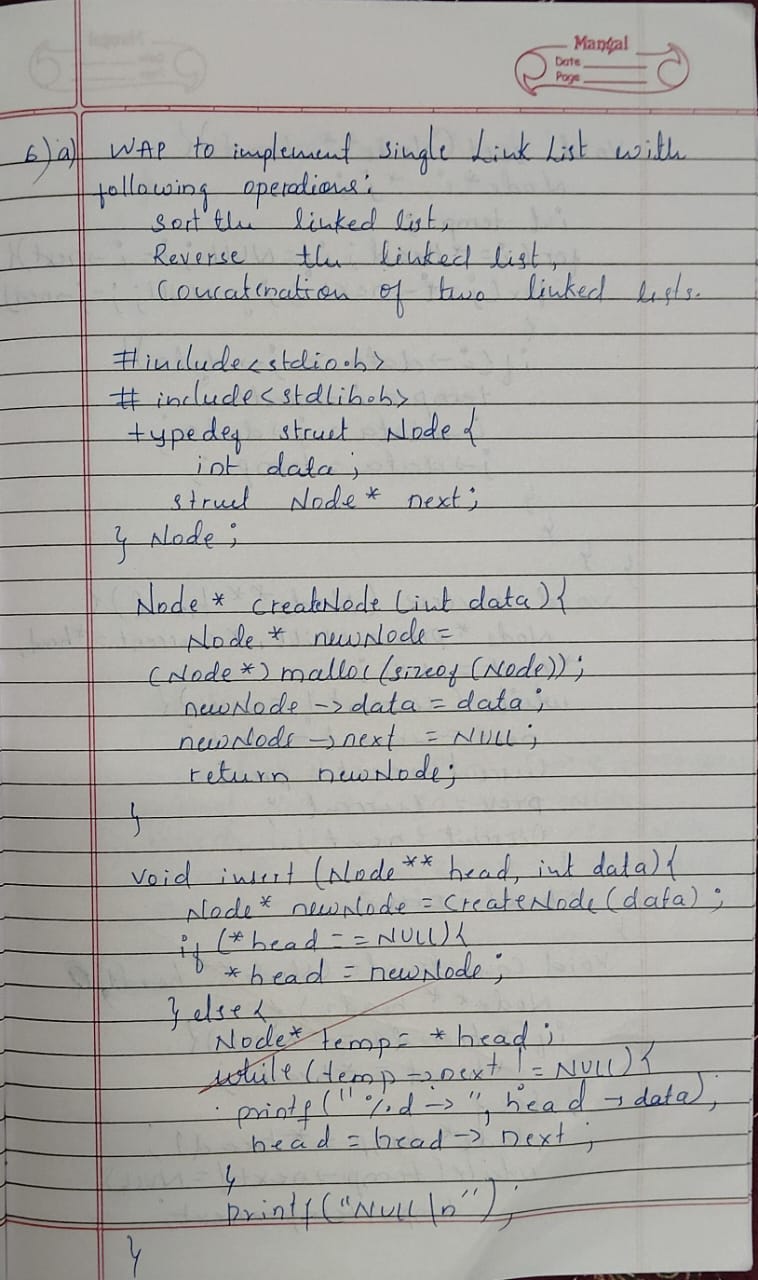 Mangal
Date
Page
6) a) WAP to implement single Link List with
following operations:
Sort the linked list,
Reverse the linked list,
Concatenation of two linked lists.
#include<stdio.h>
# include<stdlib.h>
typedef struct Node {
int data;
struct Node* next;
} Node;
Node * createNode (int data){
Node * newNode =
(Node*) malloc(sizeof(Node));
newNode -> data = data;
newNode -> next = NULL;
return newNode;
}
void insert (Node ** head, int data){
Node* newNode = createNode(data);
if (*head == NULL){
*head = newNode;
} else {
Node* temp = *head;
while (temp -> next != NULL) {
printf("%d ->", head -> data);
head = head -> next;
}
printf("NULL\n");
}